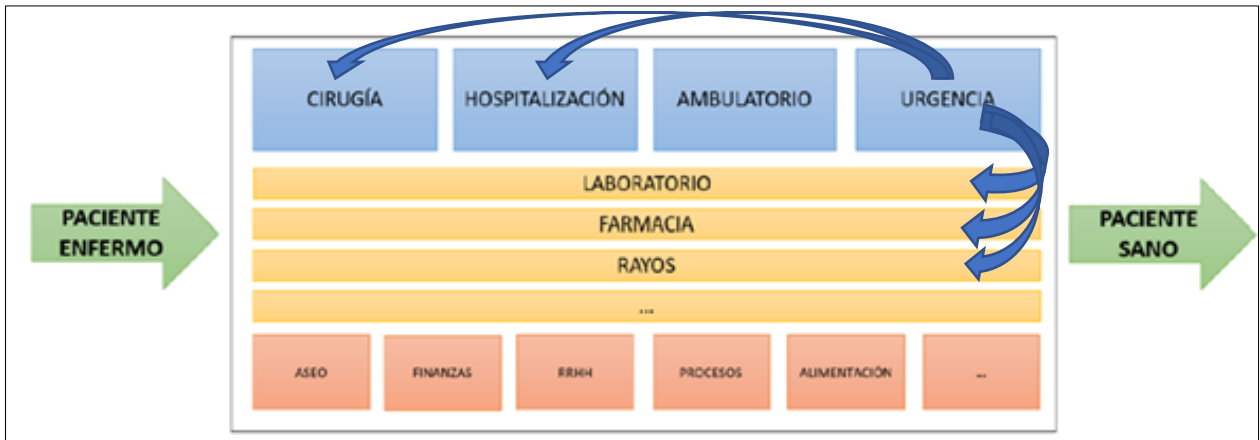 CIRUGÍA
HOSPITALIZACIÓN
AMBULATORIO
URGENCIA
LABORATORIO
FARMACIA
RAYOS
...
PACIENTE
ENFERMO
PACIENTE
SANO
ASEO
FINANZAS
RRHH
PROCESOS
ALIMENTACIÓN
...